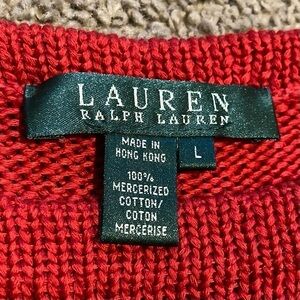 LAUREN
RALPH LAUREN
MADE IN
HONG KONG
L
100%
MERCERIZED
COTTON/
COTON
MERCERISE